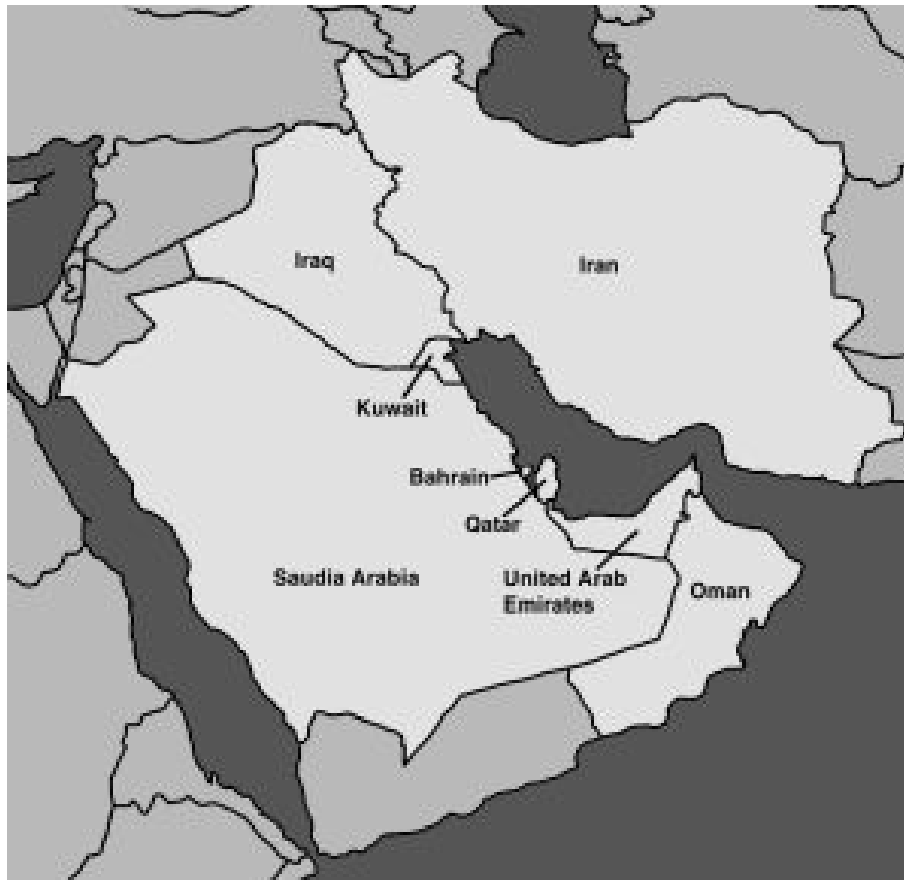 Iraq
Iran
Kuwait
Bahrain
Qatar
Saudia Arabia
United Arab
Emirates
Oman